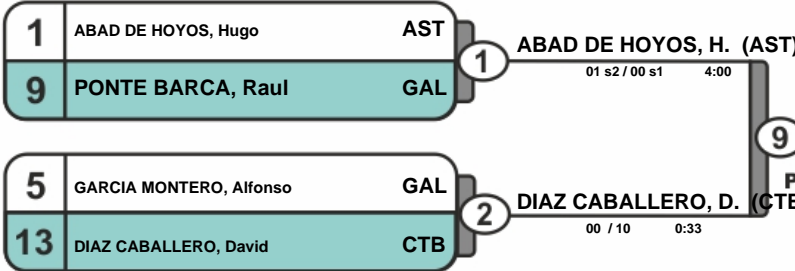 1 ABAD DE HOYOS, Hugo AST
9 PONTE BARCA, Raul GAL
1
ABAD DE HOYOS, H. (AST)
01 s2 / 00 s1 4:00
9
5 GARCIA MONTERO, Alfonso GAL
13 DIAZ CABALLERO, David CTB
2
DIAZ CABALLERO, D. (CTB
00 / 10 0:33
P